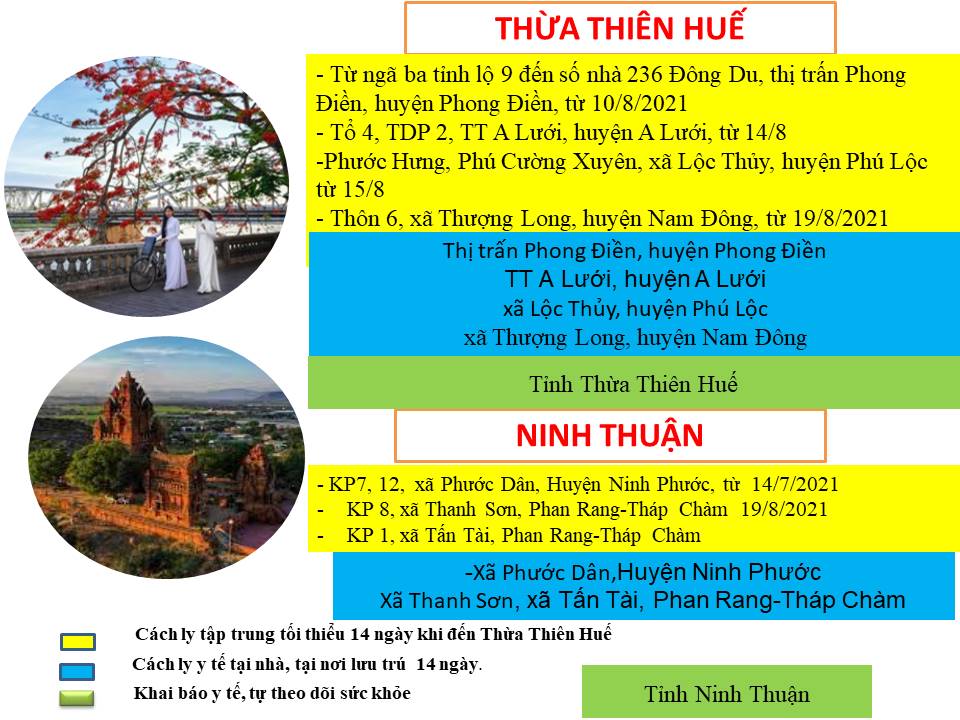 THỪA THIÊN HUẾ
- Từ ngã ba tỉnh lộ 9 đến số nhà 236 Đông Du, thị trấn Phong
Điền, huyện Phong Điền, từ 10/8/2021
- Tổ 4, TDP 2, TT A Lưới, huyện A Lưới, từ 14/8
-Phước Hưng, Phú Cường Xuyên, xã Lộc Thủy, huyện Phú Lộc
từ 15/8
- Thôn 6, xã Thượng Long, huyện Nam Đông, từ 19/8/2021
Thị trấn Phong Điền, huyện Phong Điền
TT A Lưới, huyện A Lưới
xã Lộc Thủy, huyện Phú Lộc
xã Thượng Long, huyện Nam Đông
Tỉnh Thừa Thiên Huế
NINH THUẬN
- KP7, 12, xã Phước Dân, Huyện Ninh Phước, từ 14/7/2021
- KP 8, xã Thanh Sơn, Phan Rang-Tháp Chàm 19/8/2021
- KP 1, xã Tấn Tài, Phan Rang-Tháp Chàm
-Xã Phước Dân,Huyện Ninh Phước
Xã Thanh Sơn, xã Tấn Tài, Phan Rang-Tháp Chàm
Cách ly tập trung tối thiểu 14 ngày khi đến Thừa Thiên Huế
Cách ly y tế tại nhà, tại nơi lưu trú 14 ngày.
Khai báo y tế, tự theo dõi sức khỏe
Tỉnh Ninh Thuận